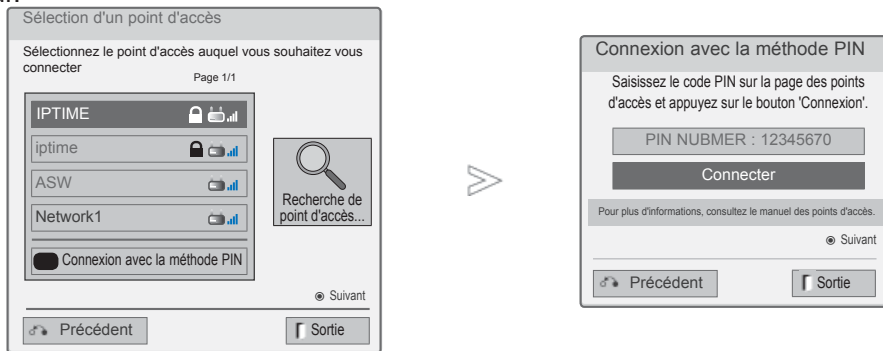 Sélection d'un point d'accès
Sélectionnez le point d'accès auquel vous souhaitez vous
connecter
Page 1/1
IPTIME
iptime
ASW
Network1
Connexion avec la méthode PIN
Recherche de
point d'accès...
Suivant
Précédent
Sortie
Connexion avec la méthode PIN
Saisissez le code PIN sur la page des points
d'accès et appuyez sur le bouton 'Connexion'.
PIN NUBMER : 12345670
Connecter
Pour plus d'informations, consultez le manuel des points d'accès.
Suivant
Précédent
Sortie